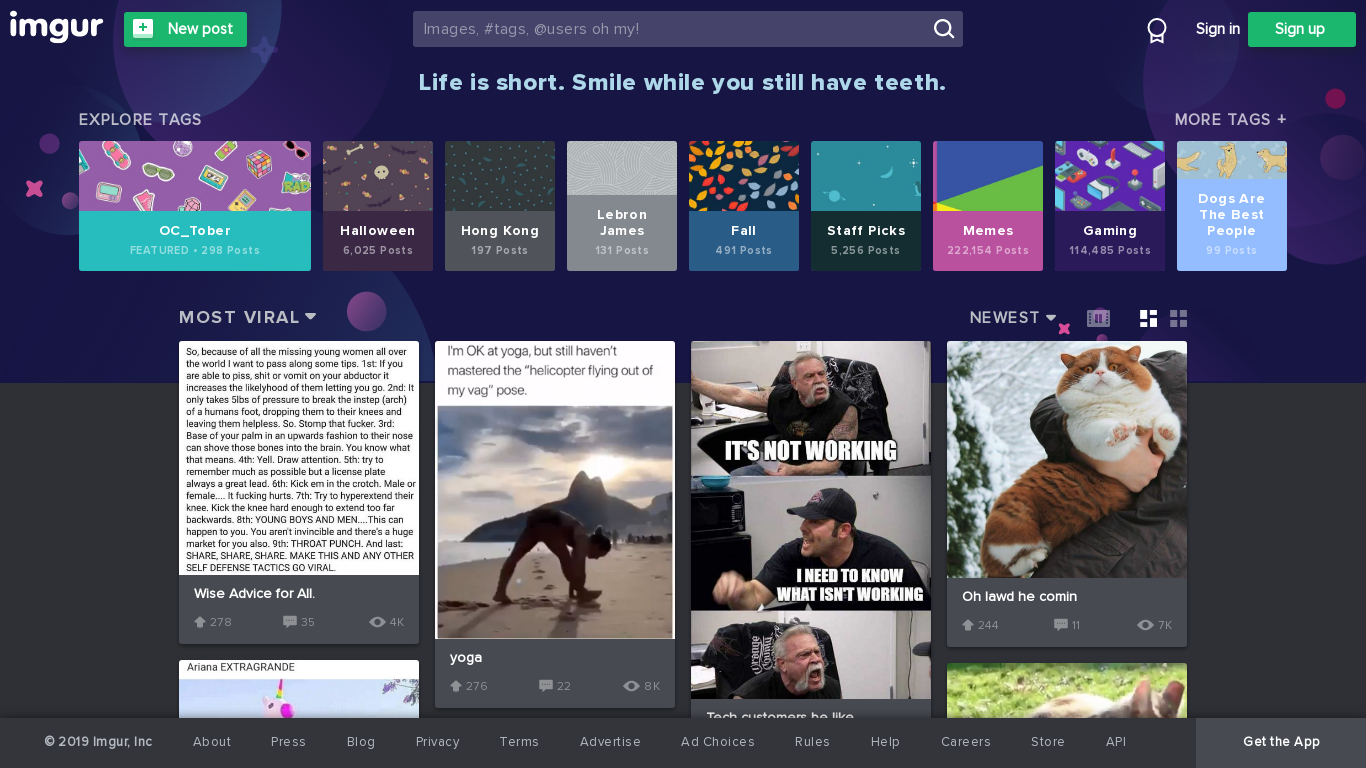 imgur
New post
Images, #tags, @users oh my!
Sign in
Sign up
Life is short. Smile while you still have teeth.
EXPLORE TAGS
MORE TAGS +
RAD
OC_Tober
FEATURED • 298 Posts
Halloween
6,025 Posts
Hong Kong
197 Posts
Lebron
James
131 Posts
Fall
491 Posts
Staff Picks
5,256 Posts
Memes
222,154 Posts
Gaming
114,485 Posts
Dogs Are
The Best
People
99 Posts
MOST VIRAL
NEWEST
So, because of all the missing young women all over
the world I want to pass along some tips. 1st: If you
are able to piss, shit or vomit on your abductor it
increases the likelyhood of them letting you go. 2nd: It
only takes 5lbs of pressure to break the instep (arch)
of a humans foot, dropping them to their knees and
leaving them helpless. So. Stomp that fucker. 3rd:
Base of your palm in an upwards fashion to their nose
can shove those bones into the brain. You know what
that means. 4th: Yell. Draw attention. 5th: try to
remember much as possible but a license plate
always a great lead. 6th: Kick em in the crotch. Male or
female.... It fucking hurts. 7th: Try to hyperextend their
knee. Kick the knee hard enough to extend too far
backwards. 8th: YOUNG BOYS AND MEN....This can
happen to you. You aren't invincible and there's a huge
market for you also. 9th: THROAT PUNCH. And last:
SHARE, SHARE, SHARE. MAKE THIS AND ANY OTHER
SELF DEFENSE TACTICS GO VIRAL.
Wise Advice for All.
278
35
4K
Ariana EXTRAGRANDE
I'm OK at yoga, but still haven't
mastered the “helicopter flying out of
my vag” pose.
yoga
276
22
8K
IT'S NOT WORKING
I NEED TO KNOW
WHAT ISN'T WORKING
Tech customers be like
Oh lawd he comin
244
11
7K
© 2019 Imgur, Inc
About
Press
Blog
Privacy
Terms
Advertise
Ad Choices
Rules
Help
Careers
Store
API
Get the App